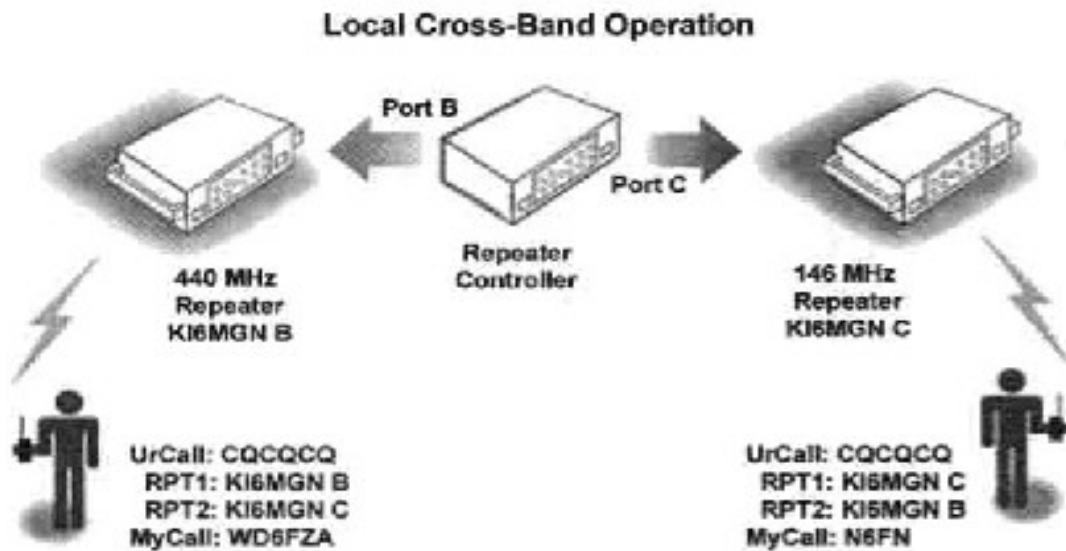 Local Cross-Band Operation
Port B
Port C
Repeater
Controller
440 MHz
Repeater
KI6MGN B
146 MHz
Repeater
KI6MGN C
UrCall: CQCQCQ
RPT1: KI6MGN B
RPT2: KI6MGN C
MyCall: WD6FZA
UrCall: CQCQCQ
RPT1: KI6MGN C
RPT2: KI6MGN B
MyCall: N6FN